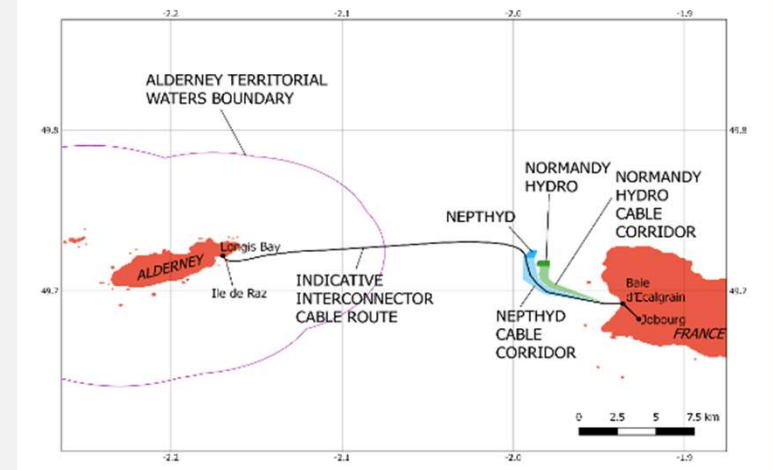 -2.2
-2.1
-2.0
-1.9
ALDERNEY TERRITORIAL
WATERS BOUNDARY
49.8
49.8
NORMANDY
HYDRO
NORMANDY
HYDRO
CABLE
CORRIDOR
NEPTHYD
Longis Bay
ALDERNEY
Ile de Raz
INDICATIVE
INTERCONNECTOR
CABLE ROUTE
49.7
49.7
Baie
d'Ecalgrain
Jobourg
FRANCE
NEPTHYD
CABLE
CORRIDOR
0 2.5 5 7.5 km
-2.2
-2.1
-2.0
-1.9